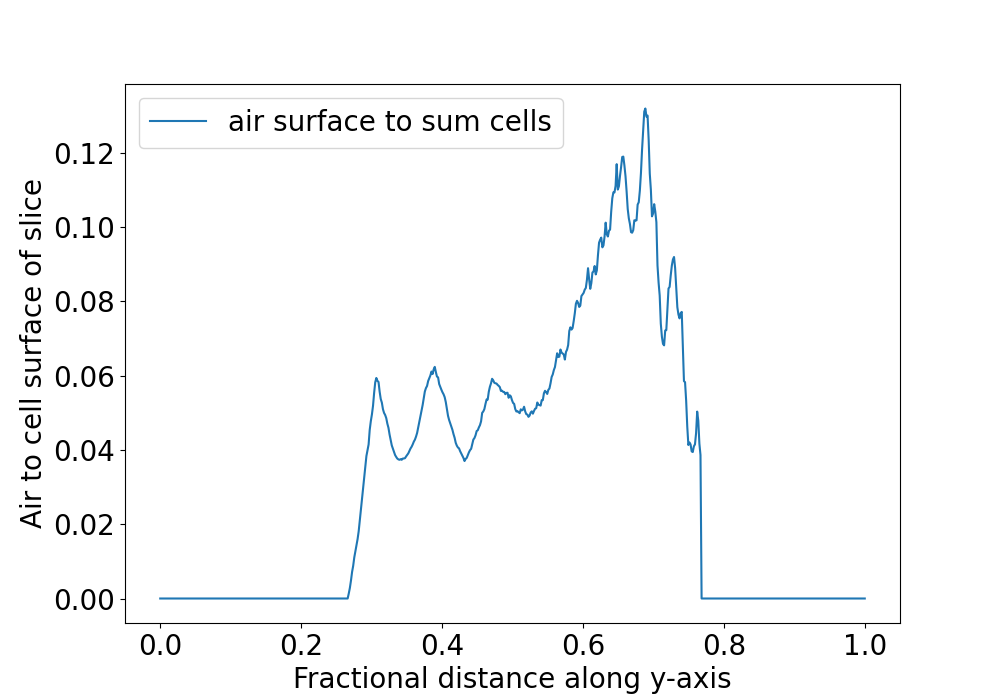 air surface to sum cells
Air to cell surface of slice
0.12
0.10
0.08
0.06
0.04
0.02
0.00
0.0 0.2 0.4 0.6 0.8 1.0
Fractional distance along y-axis